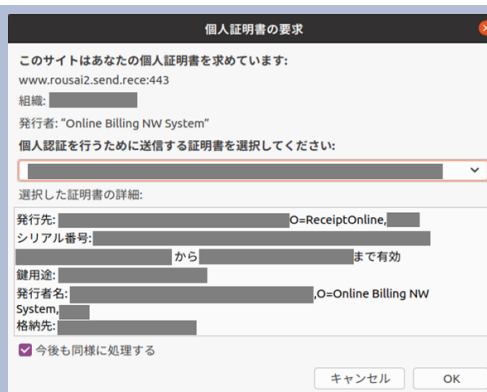 個人証明書の要求
このサイトはあなたの個人証明書を求めています:
www.rousai2.send.rece:443
組織:
発行者: “Online Billing NW System”
個人認証を行うために送信する証明書を選択してください:
選択した証明書の詳細:
発行先: O=ReceiptOnline,
シリアル番号:
から まで有効
鍵用途:
発行者名: ,O=Online Billing NW
System,
格納先:
今後も同様に処理する
キャンセル OK